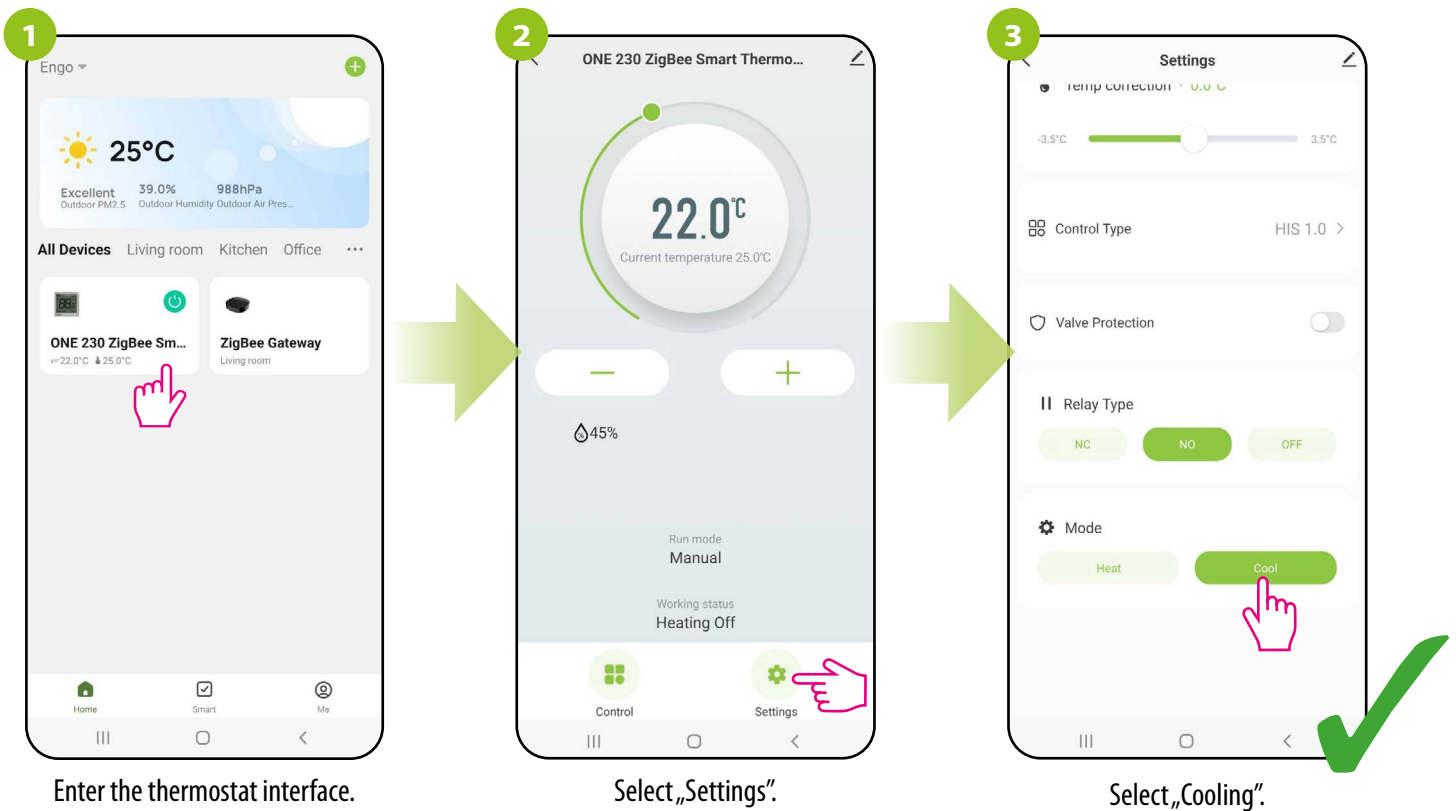 1
Engo
25°C
Excellent
Outdoor PM2.5
39.0%
Outdoor Humidity
988hPa
Outdoor Air Pres...
All Devices Living room Kitchen Office ...
ONE 230 ZigBee Sm...
22.0°C 25.0°C
ZigBee Gateway
Living room
Home Smart Me
Enter the thermostat interface.
2
ONE 230 ZigBee Smart Thermo...
22.0°C
Current temperature 25.0°C
45%
Run mode
Manual
Working status
Heating Off
Control Settings
Select „Settings”.
3
Settings
Temp correction · 0.0°C
-3.5°C 3.5°C
Control Type HIS 1.0 >
Valve Protection
Relay Type
NC NO OFF
Mode
Heat Cool
Select „Cooling”.